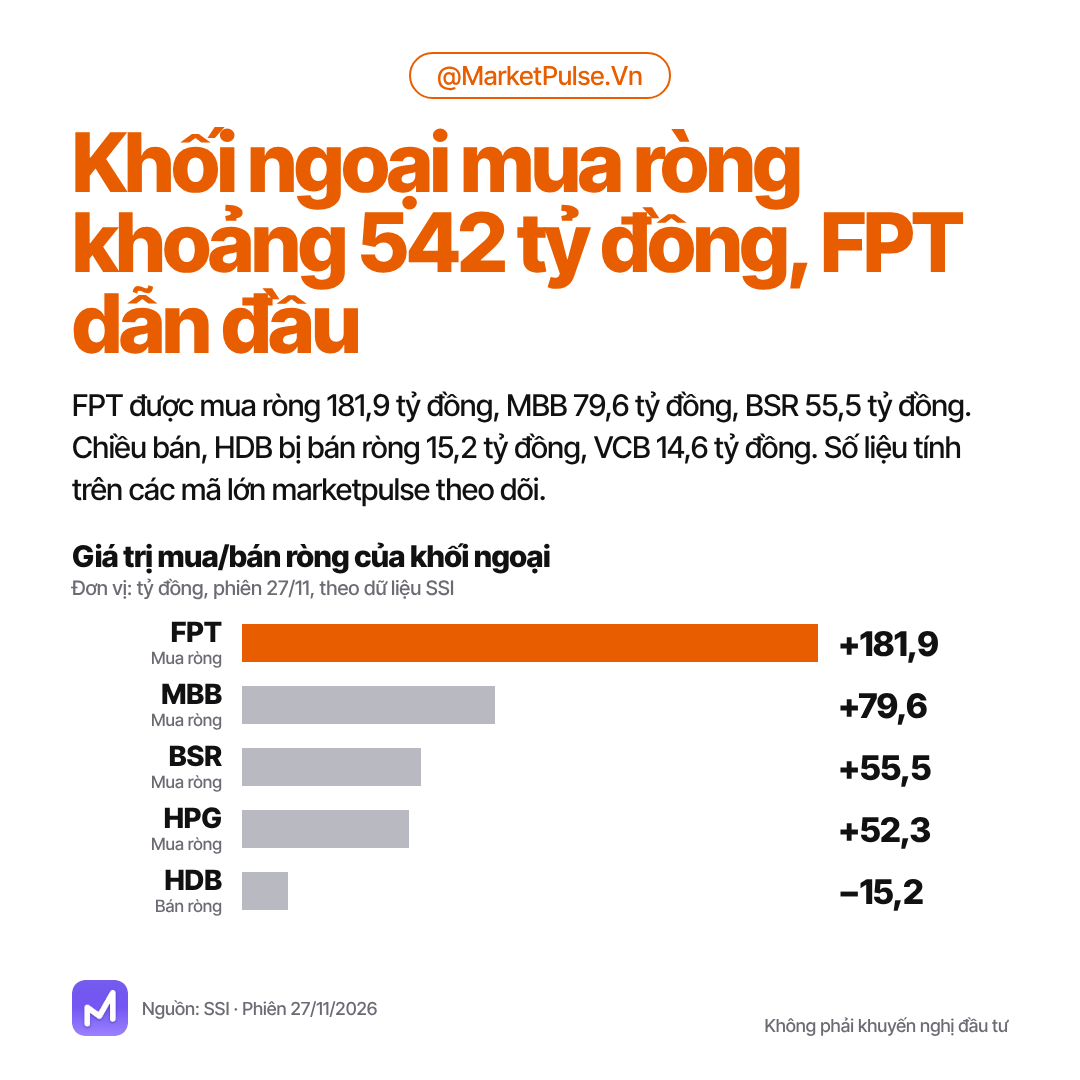 @MarketPulse.Vn
Khối ngoại mua ròng
khoảng 542 tỷ đồng, FPT
dẫn đầu
FPT được mua ròng 181,9 tỷ đồng, MBB 79,6 tỷ đồng, BSR 55,5 tỷ đồng.
Chiều bán, HDB bị bán ròng 15,2 tỷ đồng, VCB 14,6 tỷ đồng. Số liệu tính
trên các mã lớn marketpulse theo dõi.
Giá trị mua/bán ròng của khối ngoại
Đơn vị: tỷ đồng, phiên 27/11, theo dữ liệu SSI
FPT
Mua ròng
+181,9
MBB
Mua ròng
+79,6
BSR
Mua ròng
+55,5
HPG
Mua ròng
+52,3
HDB
Bán ròng
−15,2
Nguồn: SSI · Phiên 27/11/2026
Không phải khuyến nghị đầu tư